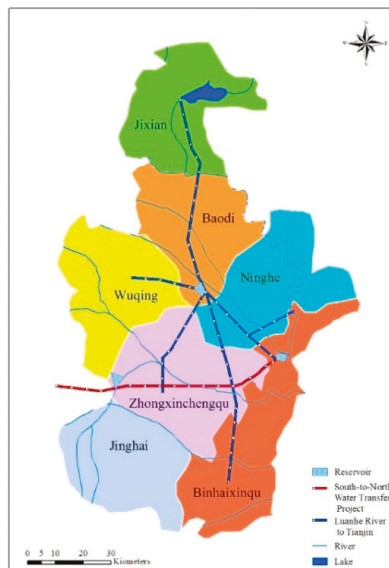 Jixian
Baodi
Ninghe
Wuqing
Zhongxinchengqu
Jinghai
Binhaixinqu
Reservoir
South-to-North
Water Transfer
Project
Luanhe River
to Tianjin
River
Lake
0 5 10 20 30
Kiometers